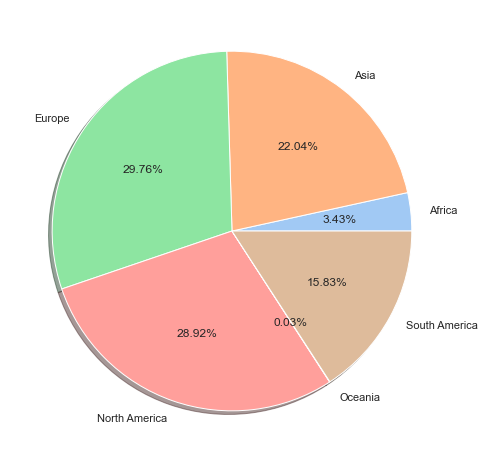 Asia
Europe
22.04%
29.76%
Africa
3.43%
15.83%
0.03%
South America
28.92%
Oceania
North America